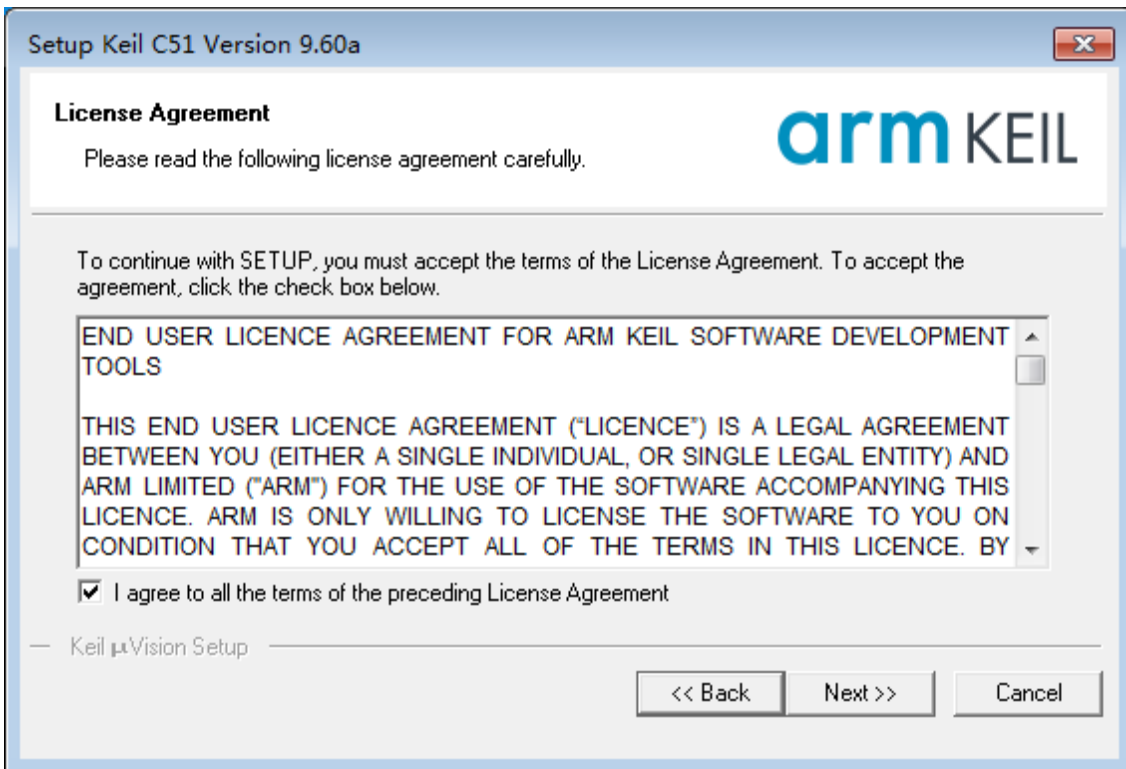 Setup Keil C51 Version 9.60a
License Agreement
Please read the following license agreement carefully.
arm KEIL
To continue with SETUP, you must accept the terms of the License Agreement. To accept the
agreement, click the check box below.
END USER LICENCE AGREEMENT FOR ARM KEIL SOFTWARE DEVELOPMENT
TOOLS
THIS END USER LICENCE AGREEMENT (“LICENCE”) IS A LEGAL AGREEMENT
BETWEEN YOU (EITHER A SINGLE INDIVIDUAL, OR SINGLE LEGAL ENTITY) AND
ARM LIMITED ("ARM") FOR THE USE OF THE SOFTWARE ACCOMPANYING THIS
LICENCE. ARM IS ONLY WILLING TO LICENSE THE SOFTWARE TO YOU ON
CONDITION THAT YOU ACCEPT ALL OF THE TERMS IN THIS LICENCE. BY
I agree to all the terms of the preceding License Agreement
Keil µVision Setup
<< Back
Next >>
Cancel